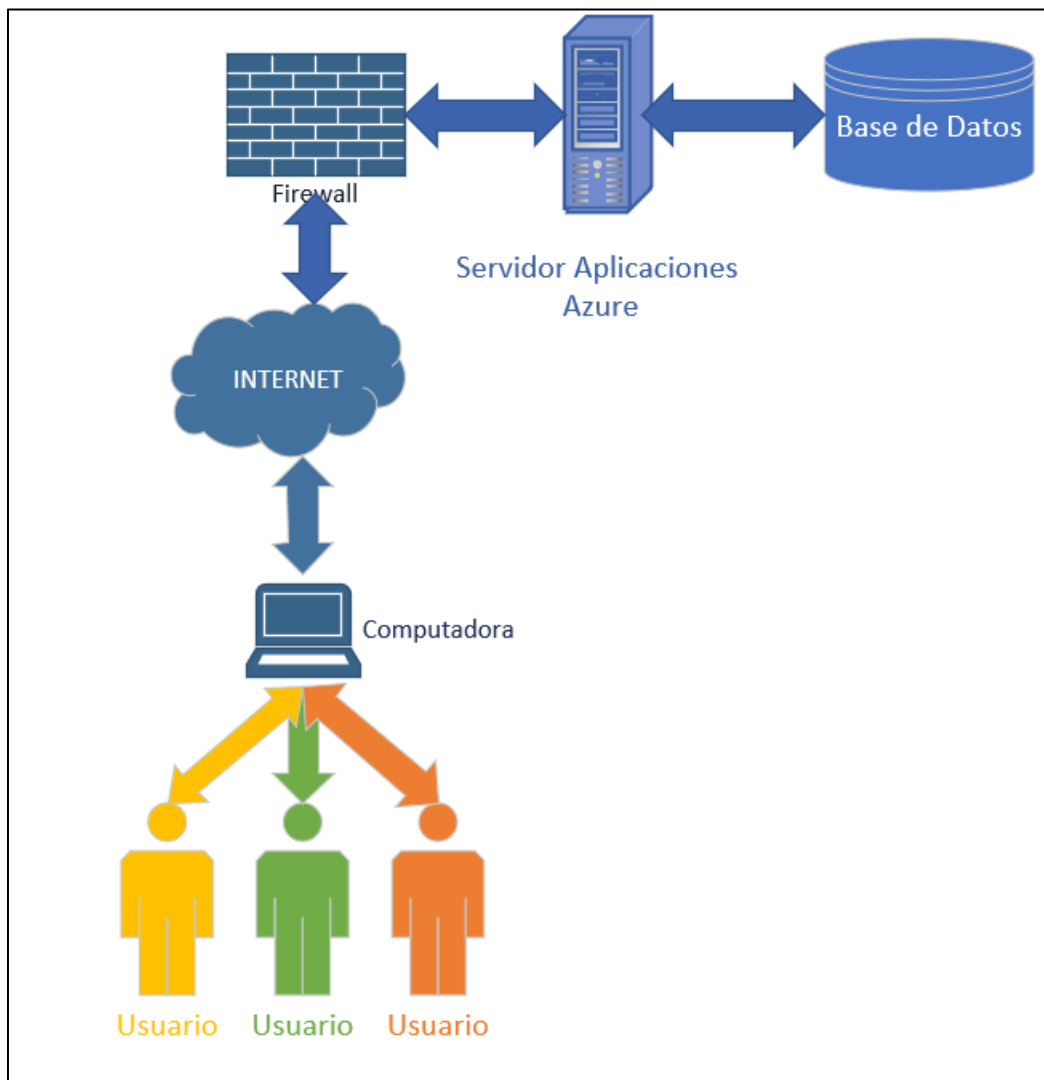 Base de Datos
Firewall
Servidor Aplicaciones
Azure
INTERNET
Computadora
Usuario
Usuario
Usuario